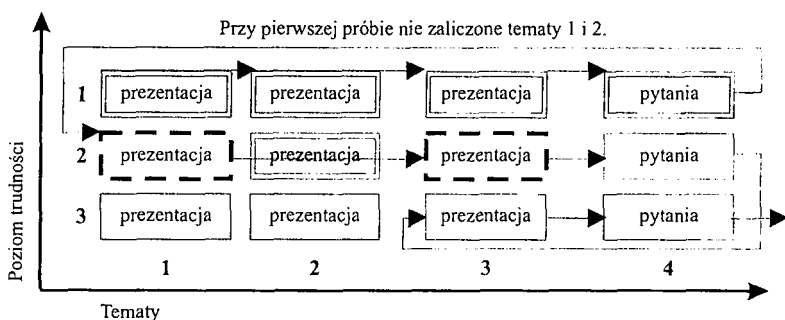 Przy pierwszej próbie nie zaliczone tematy 1 i 2.
Poziom trudności
1 prezentacja prezentacja prezentacja pytania
2 prezentacja prezentacja prezentacja pytania
3 prezentacja prezentacja prezentacja pytania
1 2 3 4
Tematy